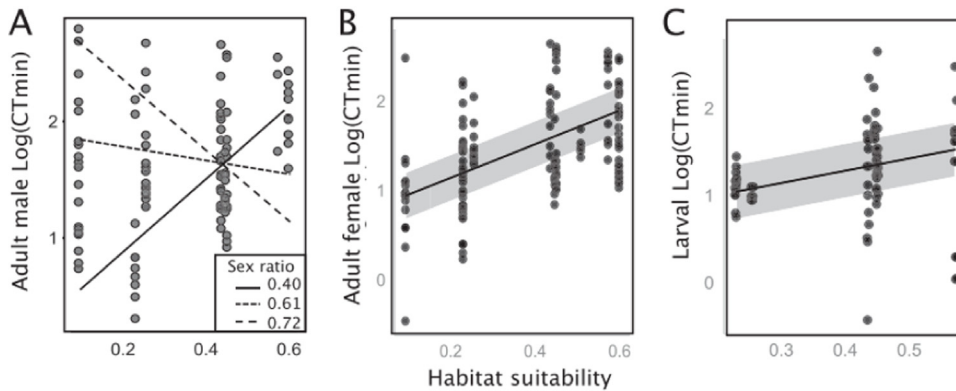 A
B
C
Adult male Log(CTmin)
2
1
0.2
0.4
0.6
Sex ratio
0.40
0.61
0.72
Adult female Log(CTmin)
2
1
0
0.2
0.4
0.6
Habitat suitability
Larval Log(CTmin)
2
1
0
0.3
0.4
0.5